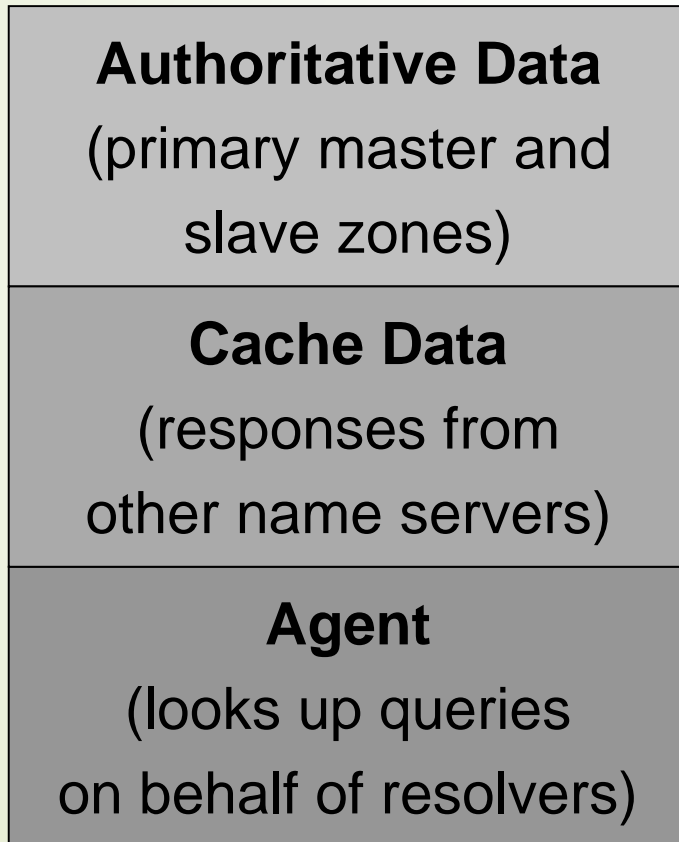 Authoritative Data
(primary master and
slave zones)
Cache Data
(responses from
other name servers)
Agent
(looks up queries
on behalf of resolvers)